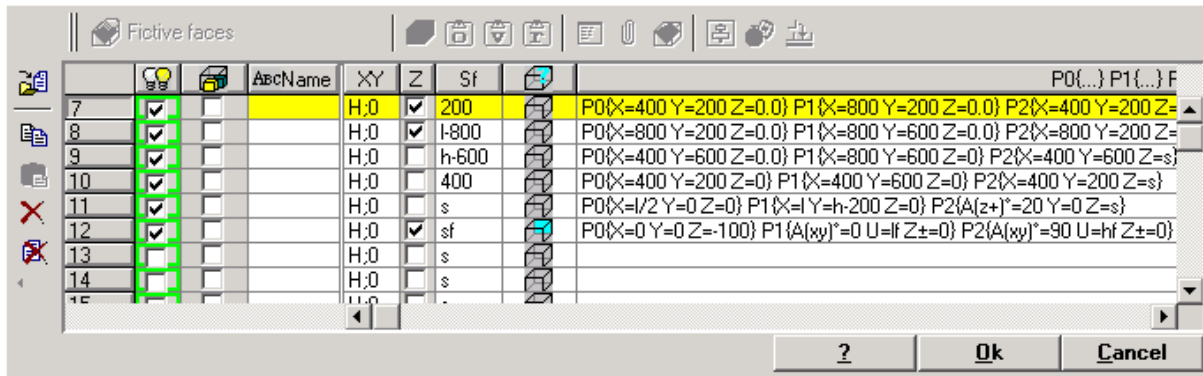 Fictive faces
ABCName XY Z Sf P0{...} P1{...} F
7 H;0 200 P0{X=400 Y=200 Z=0.0} P1{X=800 Y=200 Z=0.0} P2{X=400 Y=200 Z=
8 H;0 l-800 P0{X=800 Y=200 Z=0.0} P1{X=800 Y=600 Z=0.0} P2{X=800 Y=200 Z=
9 H;0 h-600 P0{X=400 Y=600 Z=0.0} P1{X=800 Y=600 Z=0} P2{X=400 Y=600 Z=s}
10 H;0 400 P0{X=400 Y=200 Z=0} P1{X=400 Y=600 Z=0} P2{X=400 Y=200 Z=s}
11 H;0 s P0{X=l/2 Y=0 Z=0} P1{X=l Y=h-200 Z=0} P2{A(z+)°=20 Y=0 Z=s}
12 H;0 sf P0{X=0 Y=0 Z=-100} P1{A(xy)°=0 U=lf Z±=0} P2{A(xy)°=90 U=hf Z±=0}
13 H;0 s
14 H;0 s
15 H;0
? Ok Cancel